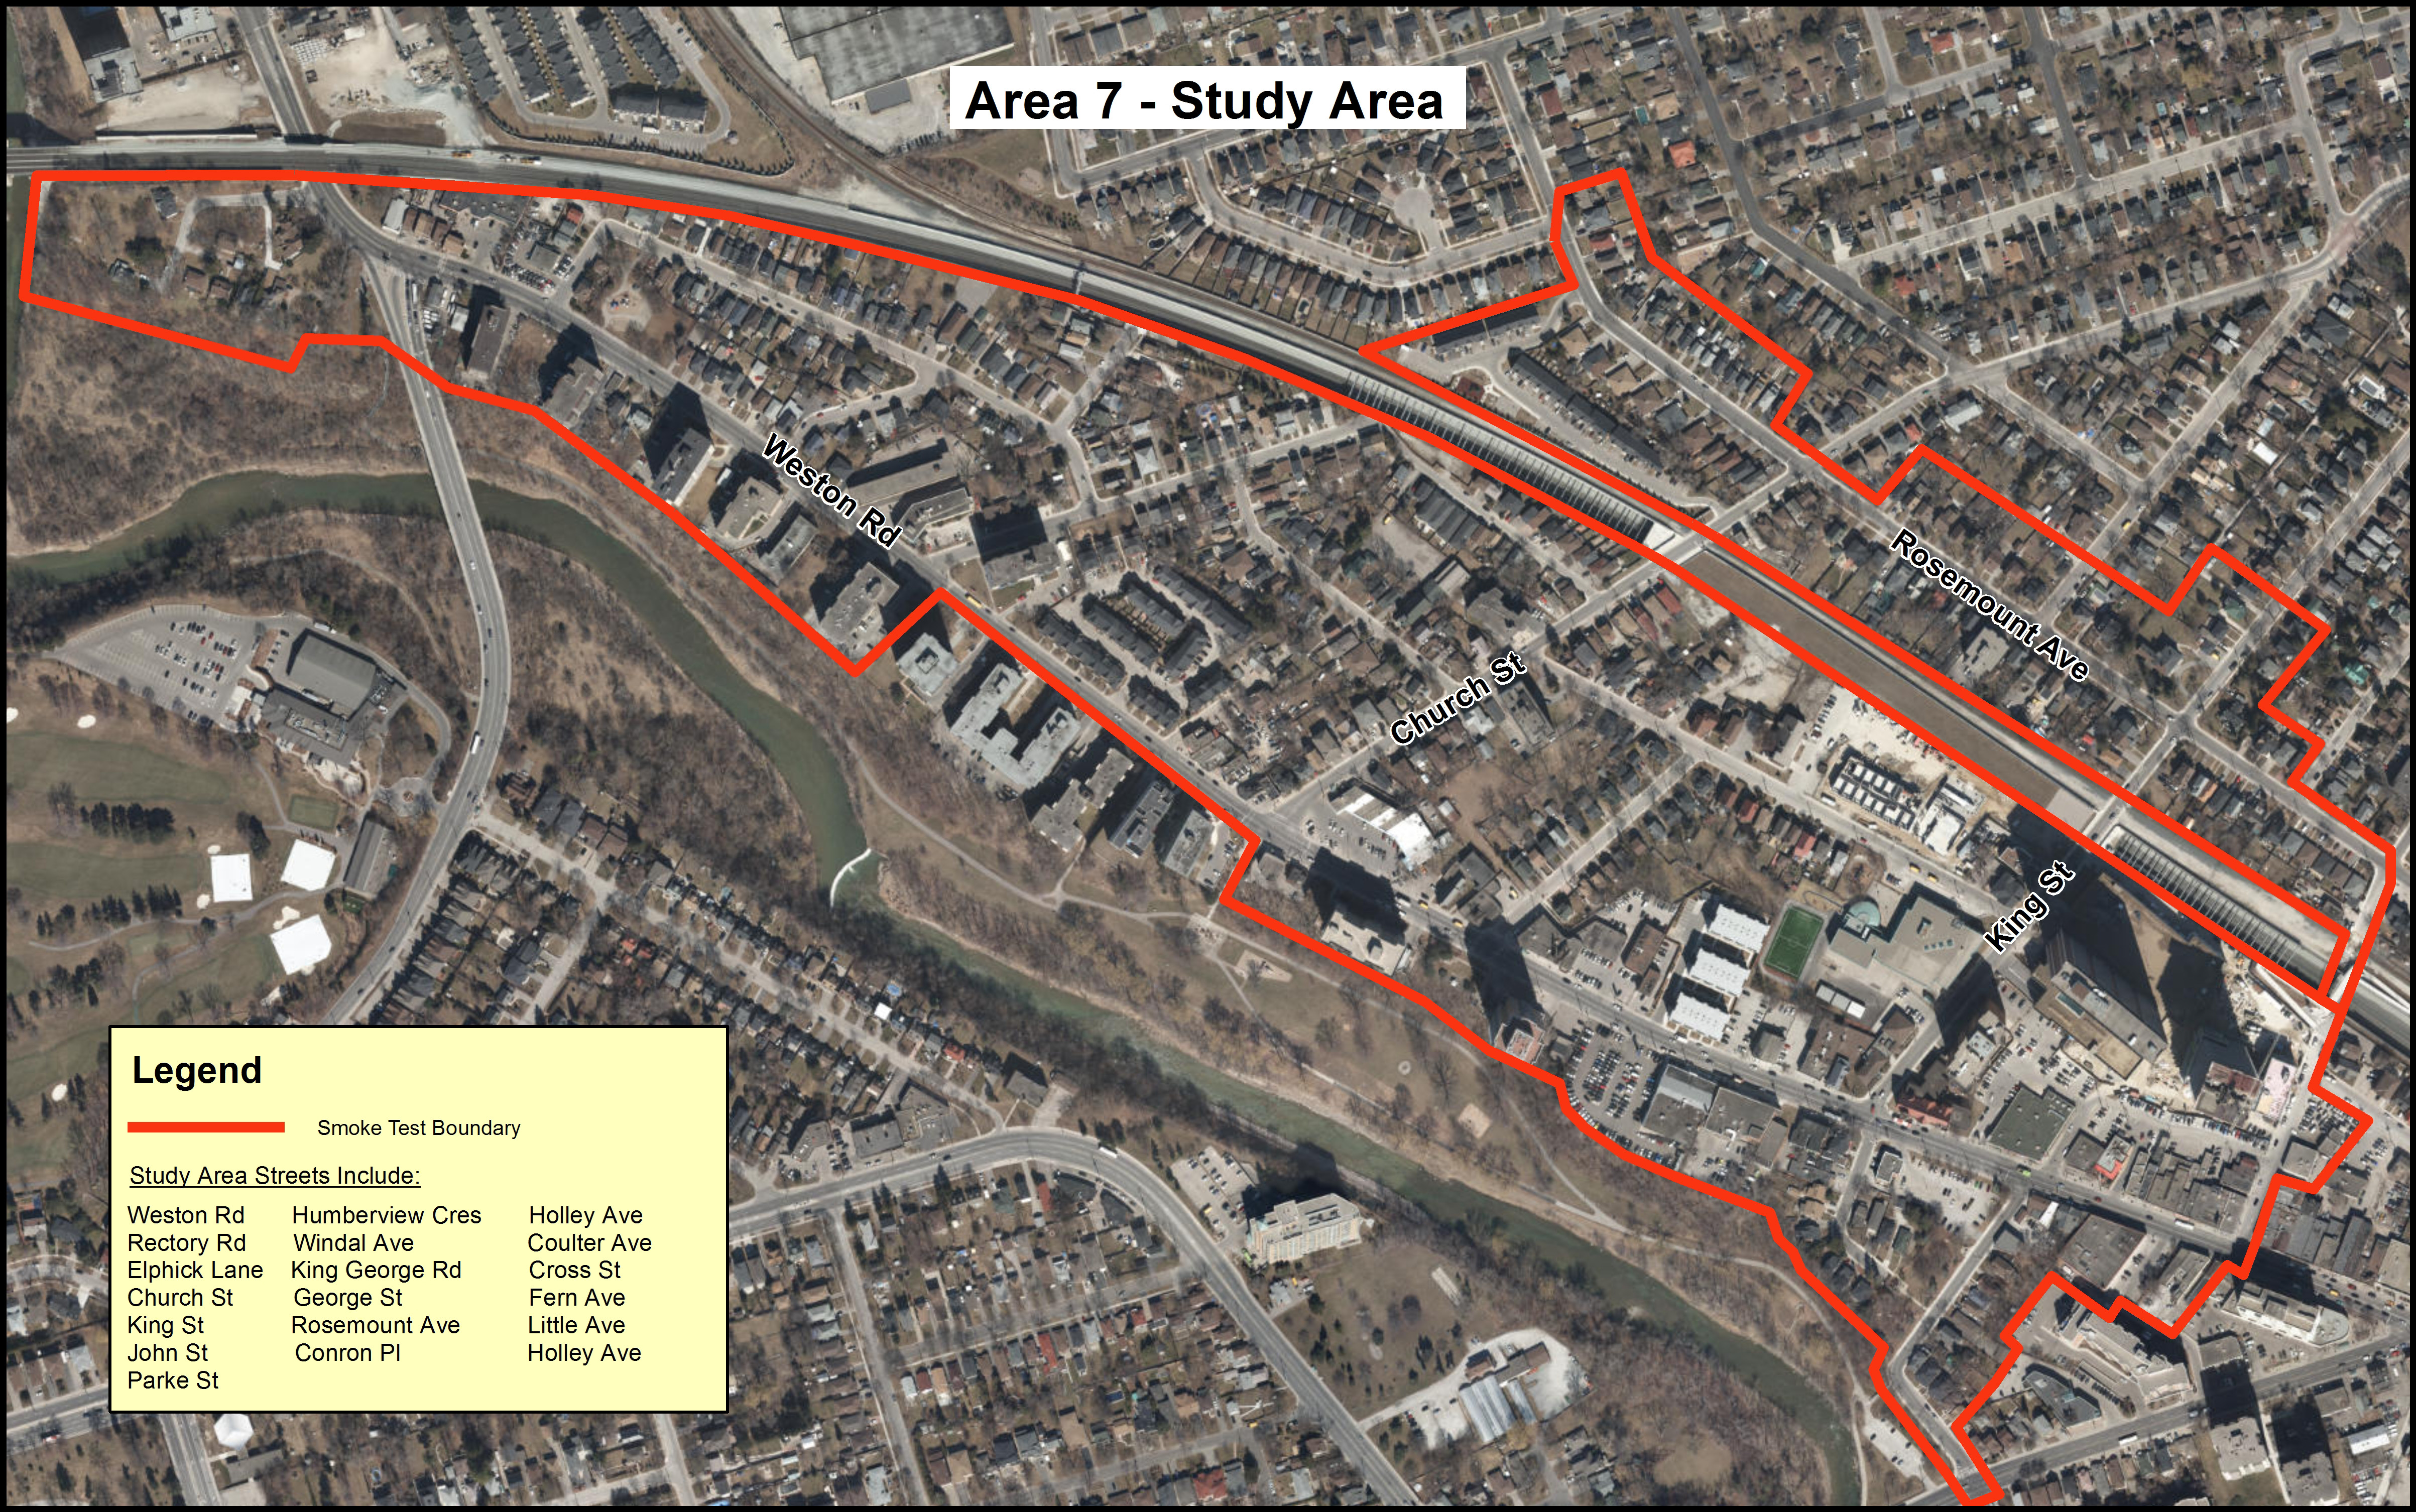 Area 7 - Study Area
Weston Rd
Rosemount Ave
Church St
King St
Legend
Smoke Test Boundary
Study Area Streets Include:
Weston Rd Humberview Cres Holley Ave
Rectory Rd Windal Ave Coulter Ave
Elphick Lane King George Rd Cross St
Church St George St Fern Ave
King St Rosemount Ave Little Ave
John St Conron Pl Holley Ave
Parke St